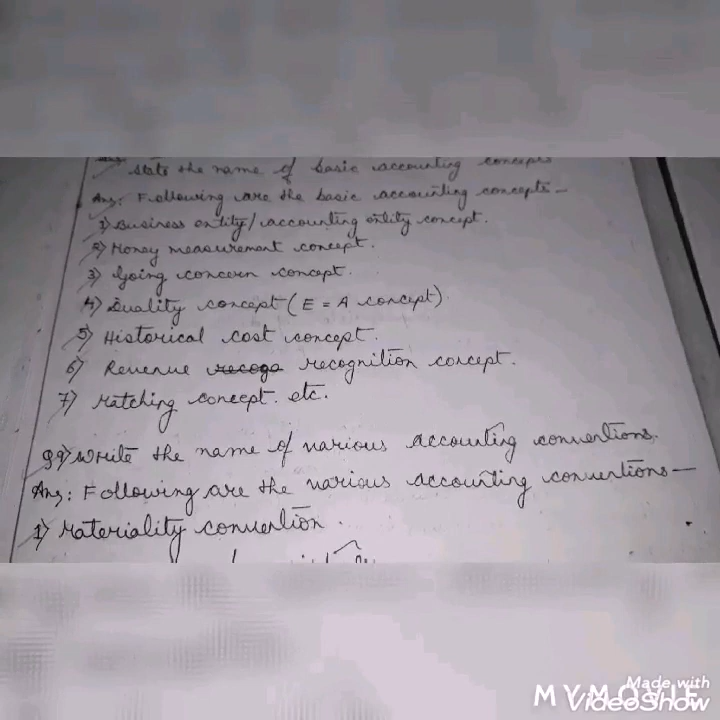 state the name of basic accounting concepts
Ans: Following are the basic accounting concepts —
1) Business entity/accounting entity concept.
2) Money measurement concept.
3) Going concern concept.
4) Duality concept (E = A concept).
5) Historical cost concept.
6) Revenue recoge recognition concept.
7) Matching concept. etc.
Q9) Write the name of various accounting conventions.
Ans: Following are the various accounting conventions —
1) Materiality convention.
Made with
MYMOVIE
VideoShow